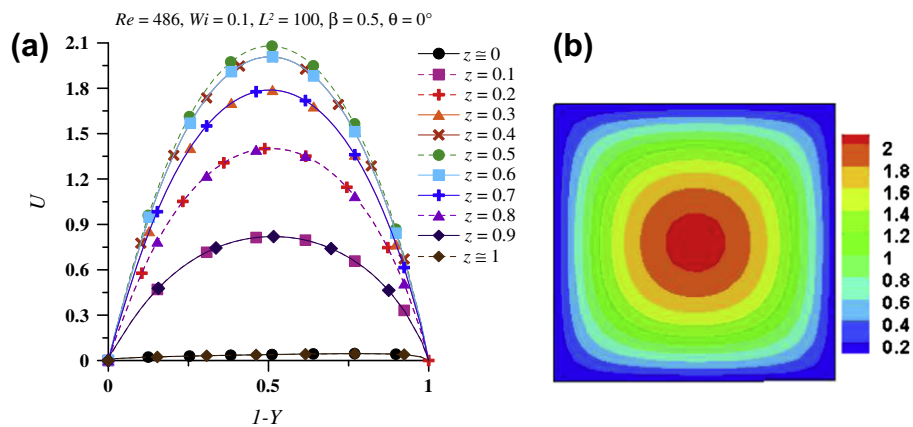 Re = 486, Wi = 0.1, L² = 100, β = 0.5, θ = 0°
(a)
2.1
1.8
1.5
1.2
0.9
0.6
0.3
0
U
0
0.5
1
1-Y
z ≅ 0
z = 0.1
z = 0.2
z = 0.3
z = 0.4
z = 0.5
z = 0.6
z = 0.7
z = 0.8
z = 0.9
z ≅ 1
(b)
2
1.8
1.6
1.4
1.2
1
0.8
0.6
0.4
0.2